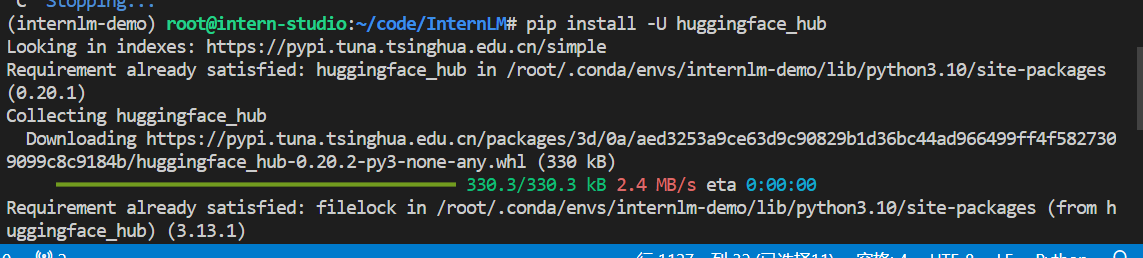 Stopping...
(internlm-demo) root@intern-studio:~/code/InternLM# pip install -U huggingface_hub
Looking in indexes: https://pypi.tuna.tsinghua.edu.cn/simple
Requirement already satisfied: huggingface_hub in /root/.conda/envs/internlm-demo/lib/python3.10/site-packages
(0.20.1)
Collecting huggingface_hub
  Downloading https://pypi.tuna.tsinghua.edu.cn/packages/3d/0a/aed3253a9ce63d9c90829b1d36bc44ad966499ff4f582730
9099c8c9184b/huggingface_hub-0.20.2-py3-none-any.whl (330 kB)
330.3/330.3 kB 2.4 MB/s eta 0:00:00
Requirement already satisfied: filelock in /root/.conda/envs/internlm-demo/lib/python3.10/site-packages (from h
uggingface_hub) (3.13.1)